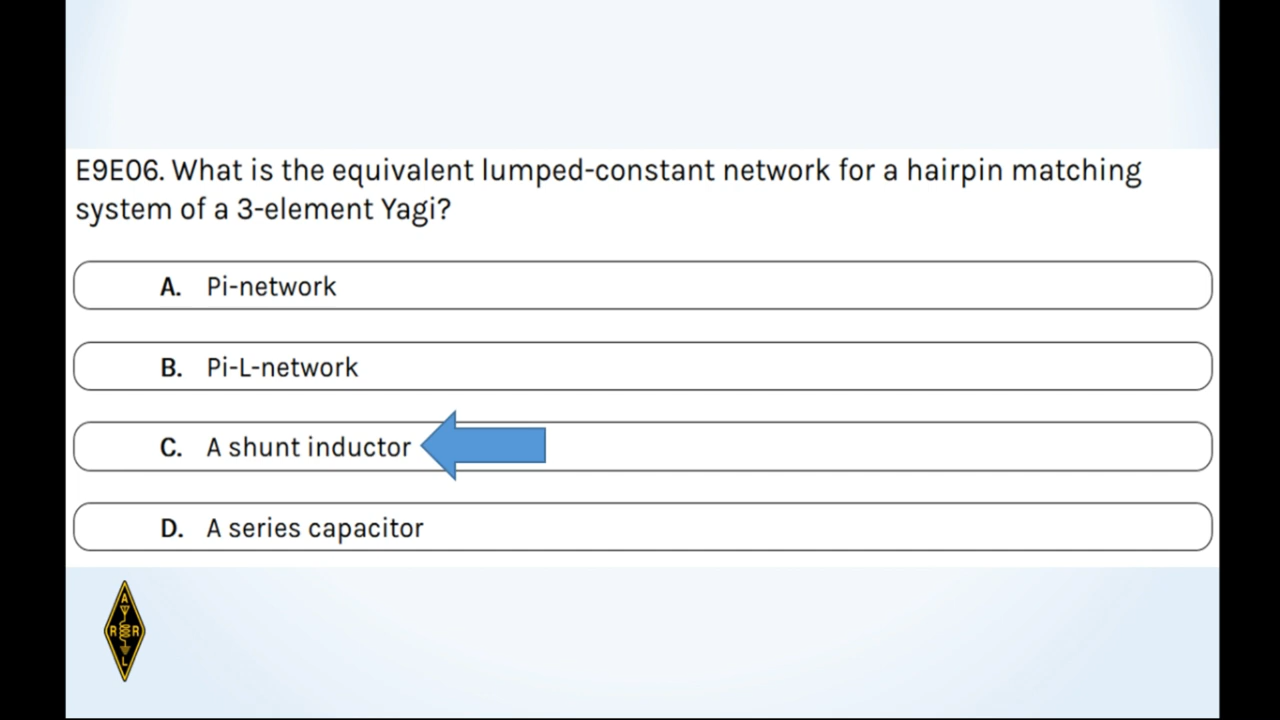 E9E06. What is the equivalent lumped-constant network for a hairpin matching
system of a 3-element Yagi?
A. Pi-network
B. Pi-L-network
C. A shunt inductor
D. A series capacitor
A
R R
L